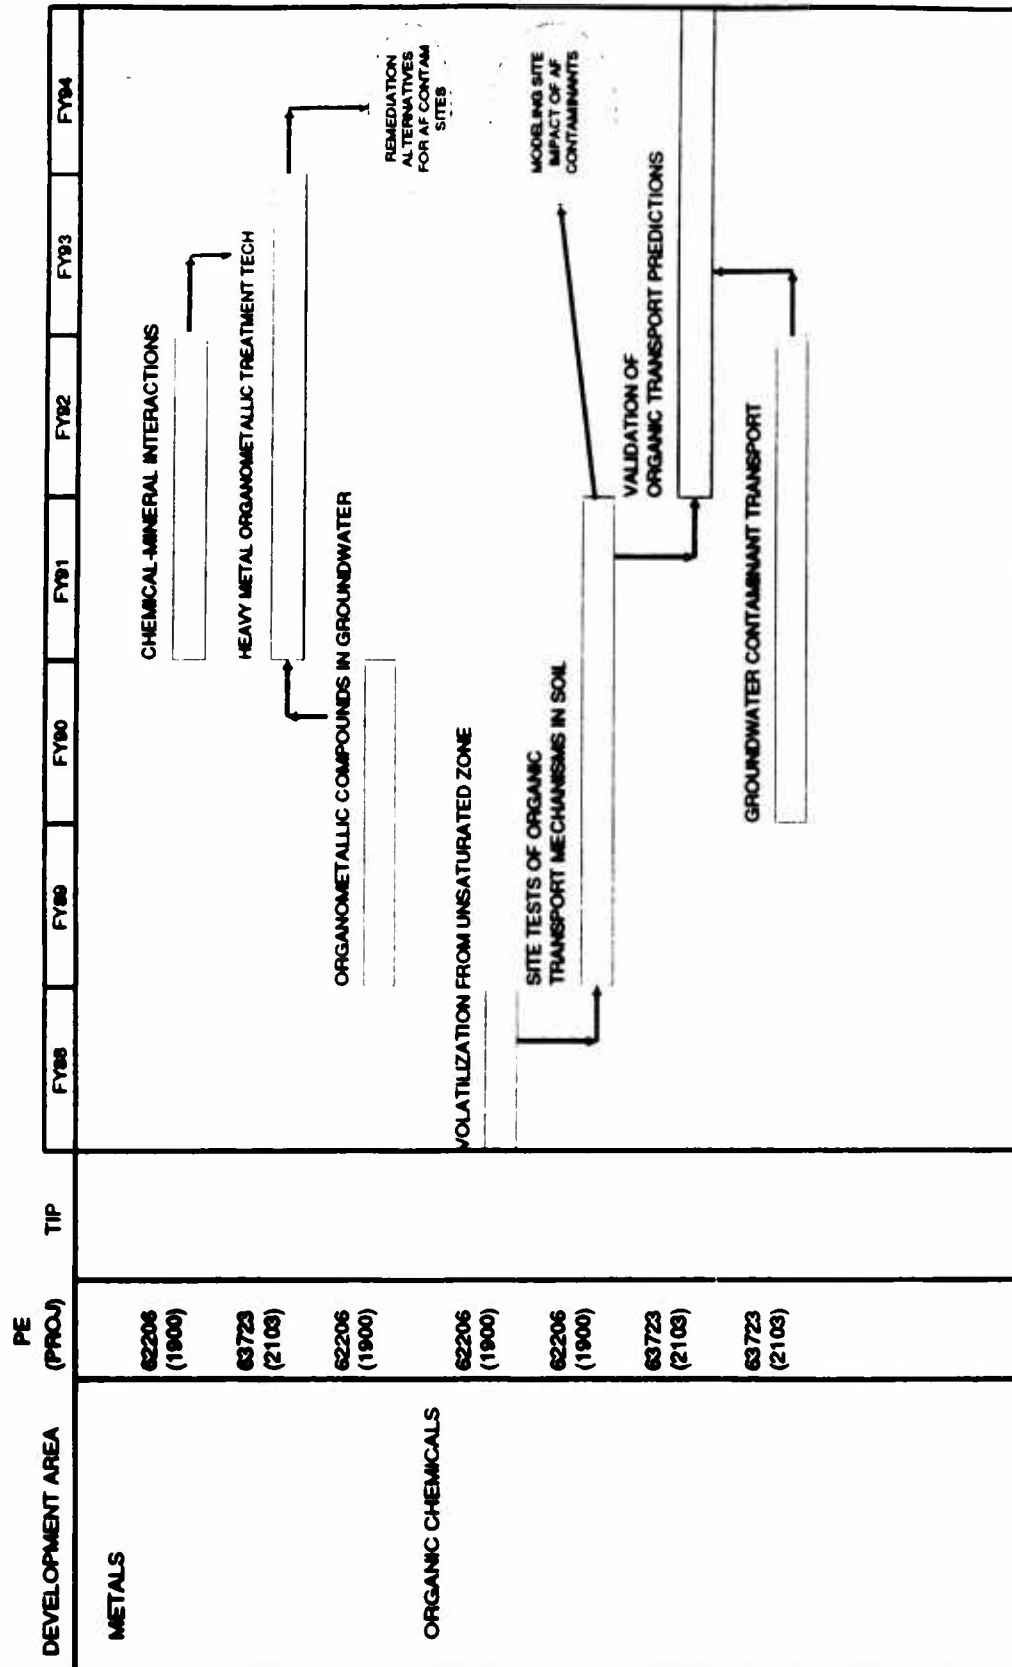 DEVELOPMENT AREA
PE
(PROJ)
TIP
FY88
FY89
FY90
FY91
FY92
FY93
FY94
METALS
62206
(1900)
CHEMICAL-MINERAL INTERACTIONS
63723
(2103)
HEAVY METAL ORGANOMETALLIC TREATMENT TECH
62206
(1900)
ORGANOMETALLIC COMPOUNDS IN GROUNDWATER
REMEDIATION
ALTERNATIVES
FOR AF CONTAM
SITES
ORGANIC CHEMICALS
62206
(1900)
VOLATILIZATION FROM UNSATURATED ZONE
62206
(1900)
SITE TESTS OF ORGANIC
TRANSPORT MECHANISMS IN SOIL
MODELING SITE
IMPACT OF AF
CONTAMINANTS
63723
(2103)
VALIDATION OF
ORGANIC TRANSPORT PREDICTIONS
63723
(2103)
GROUNDWATER CONTAMINANT TRANSPORT